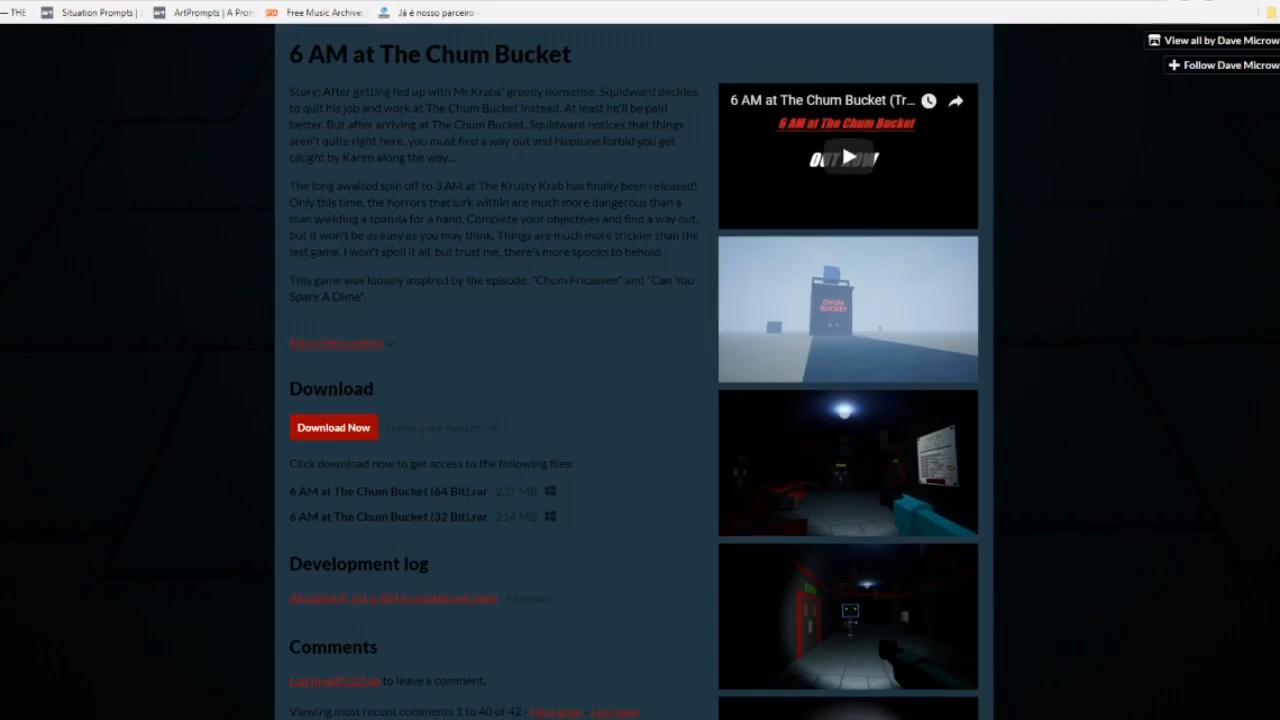 — THE
Situation Prompts |
ArtPrompts | A Pron
Free Music Archive:
Já é nosso parceiro -
View all by Dave Microw
Follow Dave Microw
6 AM at The Chum Bucket
Story: After getting fed up with Mr.Krabs' greedy nonsense. Squidward decides
to quit his job and work at The Chum Bucket instead. At least he'll be paid
better. But after arriving at The Chum Bucket, Squidward notices that things
aren't quite right here, you must find a way out and Neptune forbid you get
caught by Karen along the way...
The long awaited spin off to 3 AM at The Krusty Krab has finally been released!
Only this time, the horrors that lurk within are much more dangerous than a
man wielding a spatula for a hand. Complete your objectives and find a way out,
but it won't be as easy as you may think. Things are much more trickier than the
last game. I won't spoil it all, but trust me, there's more spooks to behold.
This game was loosely inspired by the episode, "Chum Fricassee" and "Can You
Spare A Dime".
More information
Download
Download Now
Name your own price
Click download now to get access to the following files:
6 AM at The Chum Bucket (64 Bit).rar 237 MB
6 AM at The Chum Bucket (32 Bit).rar 214 MB
Development log
Comments
Log in with itch.io to leave a comment.
Viewing most recent comments 1 to 40 of 42 · Next page · Last page
6 AM at The Chum Bucket (Tr...
6 AM at The Chum Bucket
OUT NOW
CHUM
BUCKET